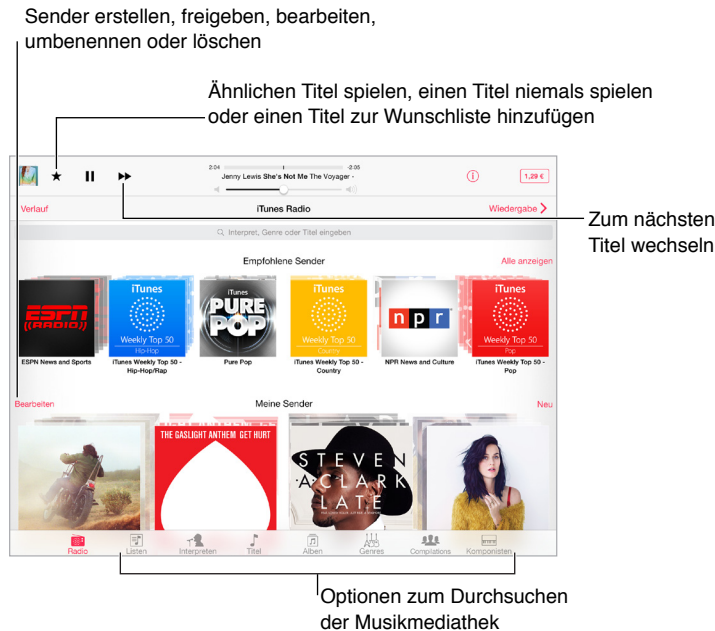 Sender erstellen, freigeben, bearbeiten,
umbenennen oder löschen
Ähnlichen Titel spielen, einen Titel niemals spielen
oder einen Titel zur Wunschliste hinzufügen
2:04 -2:05
Jenny Lewis She's Not Me The Voyager -
1,29 €
Verlauf iTunes Radio Wiedergabe
Zum nächsten
Titel wechseln
Interpret, Genre oder Titel eingeben
Empfohlene Sender Alle anzeigen
ESPN
((RADIO))
iTunes
Weekly Top 50
Hip-Hop
iTunes
PURE
POP
iTunes
Weekly Top 50
Country
npr
iTunes
Weekly Top 50
Pop
ESPN News and Sports
iTunes Weekly Top 50 -
Hip-Hop/Rap
Pure Pop
iTunes Weekly Top 50 -
Country
NPR News and Culture
iTunes Weekly Top 50 -
Pop
Bearbeiten Meine Sender Neu
THE GASLIGHT ANTHEM GET HURT
STEVEN
A CLARK
LATE
Radio Listen Interpreten Titel Alben Genres Compilations Komponisten
Optionen zum Durchsuchen
der Musikmediathek